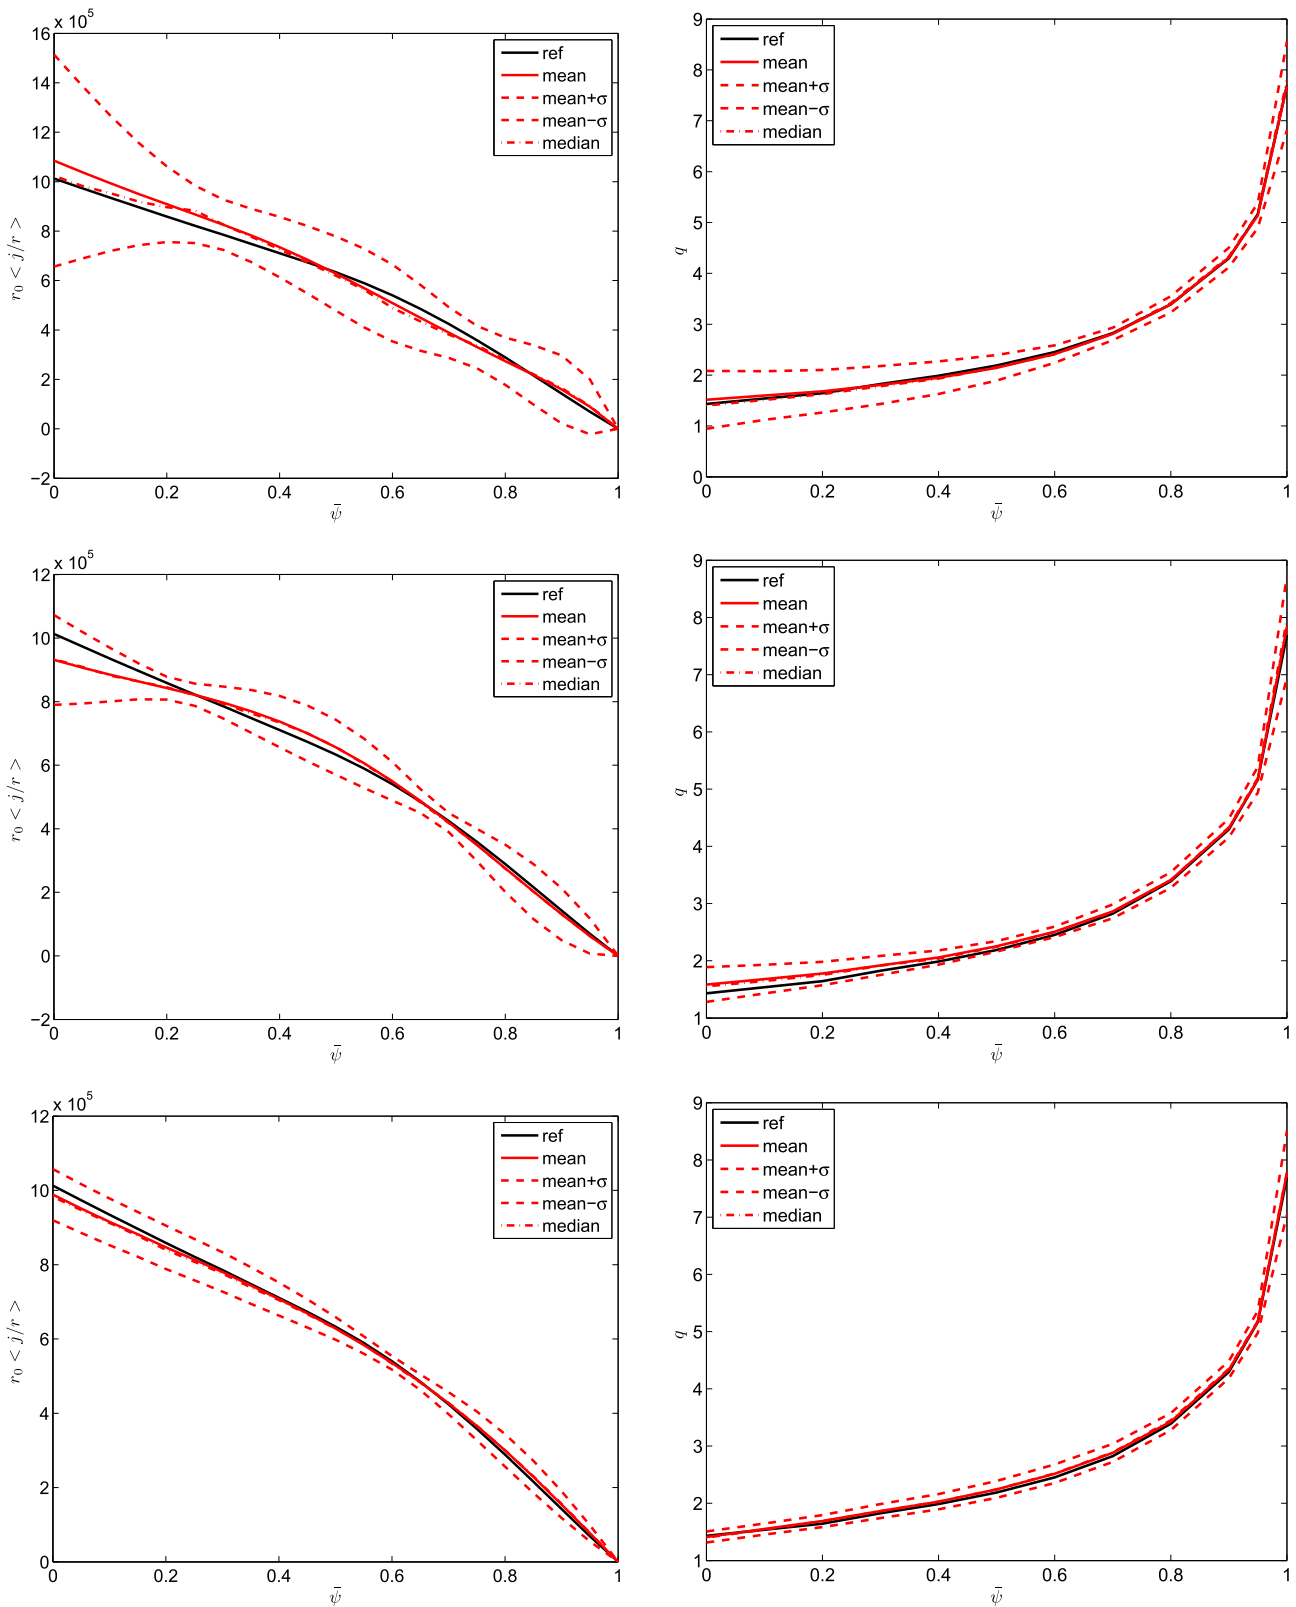 x 10^5
16
14
12
10
8
6
4
2
0
−2
0 0.2 0.4 0.6 0.8 1
r₀ < j/r >
ψ̄
ref
mean
mean+σ
mean−σ
median
9
8
7
6
5
4
3
2
1
0
0 0.2 0.4 0.6 0.8 1
q
ψ̄
ref
mean
mean+σ
mean−σ
median
x 10^5
12
10
8
6
4
2
0
−2
0 0.2 0.4 0.6 0.8 1
r₀ < j/r >
ψ̄
ref
mean
mean+σ
mean−σ
median
9
8
7
6
5
4
3
2
1
0 0.2 0.4 0.6 0.8 1
q
ψ̄
ref
mean
mean+σ
mean−σ
median
x 10^5
12
10
8
6
4
2
0
0 0.2 0.4 0.6 0.8 1
r₀ < j/r >
ψ̄
ref
mean
mean+σ
mean−σ
median
9
8
7
6
5
4
3
2
1
0 0.2 0.4 0.6 0.8 1
q
ψ̄
ref
mean
mean+σ
mean−σ
median